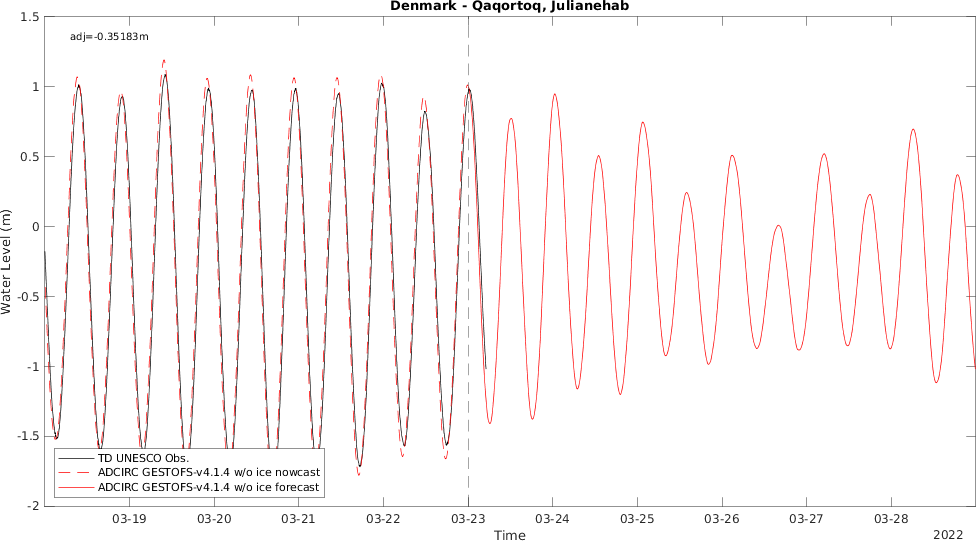 Denmark - Qaqortoq, Julianehab
adj=-0.35183m
Water Level (m)
1.5
1
0.5
0
-0.5
-1
-1.5
-2
TD UNESCO Obs.
ADCIRC GESTOFS-v4.1.4 w/o ice nowcast
ADCIRC GESTOFS-v4.1.4 w/o ice forecast
03-19 03-20 03-21 03-22 03-23 03-24 03-25 03-26 03-27 03-28
Time
2022